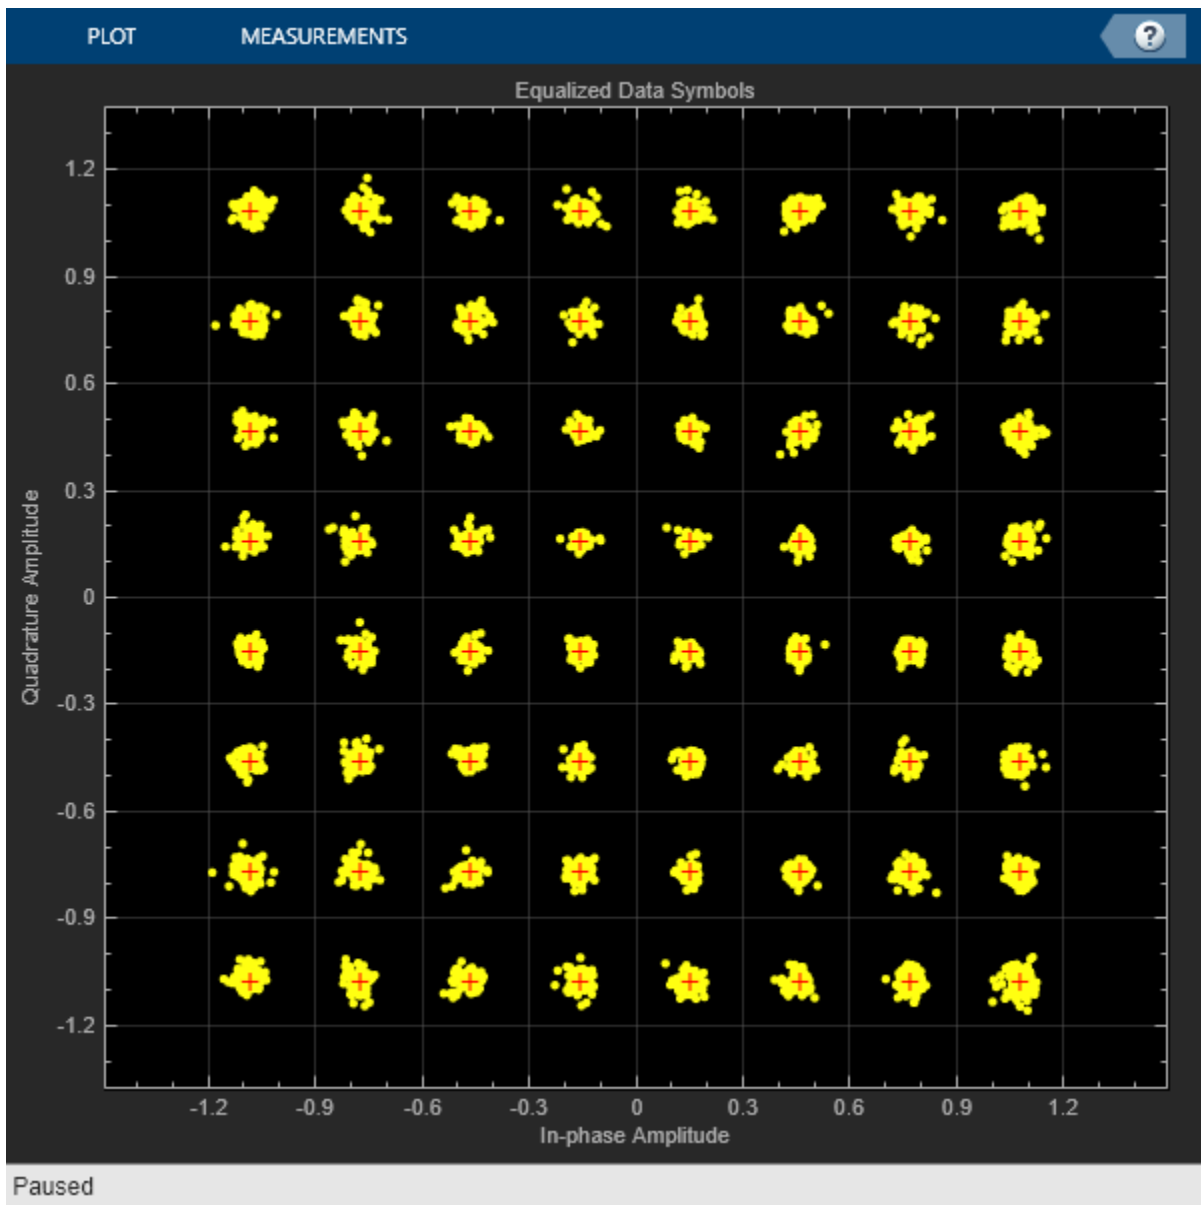 PLOT MEASUREMENTS ?
Equalized Data Symbols
1.2
0.9
0.6
0.3
0
-0.3
-0.6
-0.9
-1.2
Quadrature Amplitude
-1.2 -0.9 -0.6 -0.3 0 0.3 0.6 0.9 1.2
In-phase Amplitude
Paused